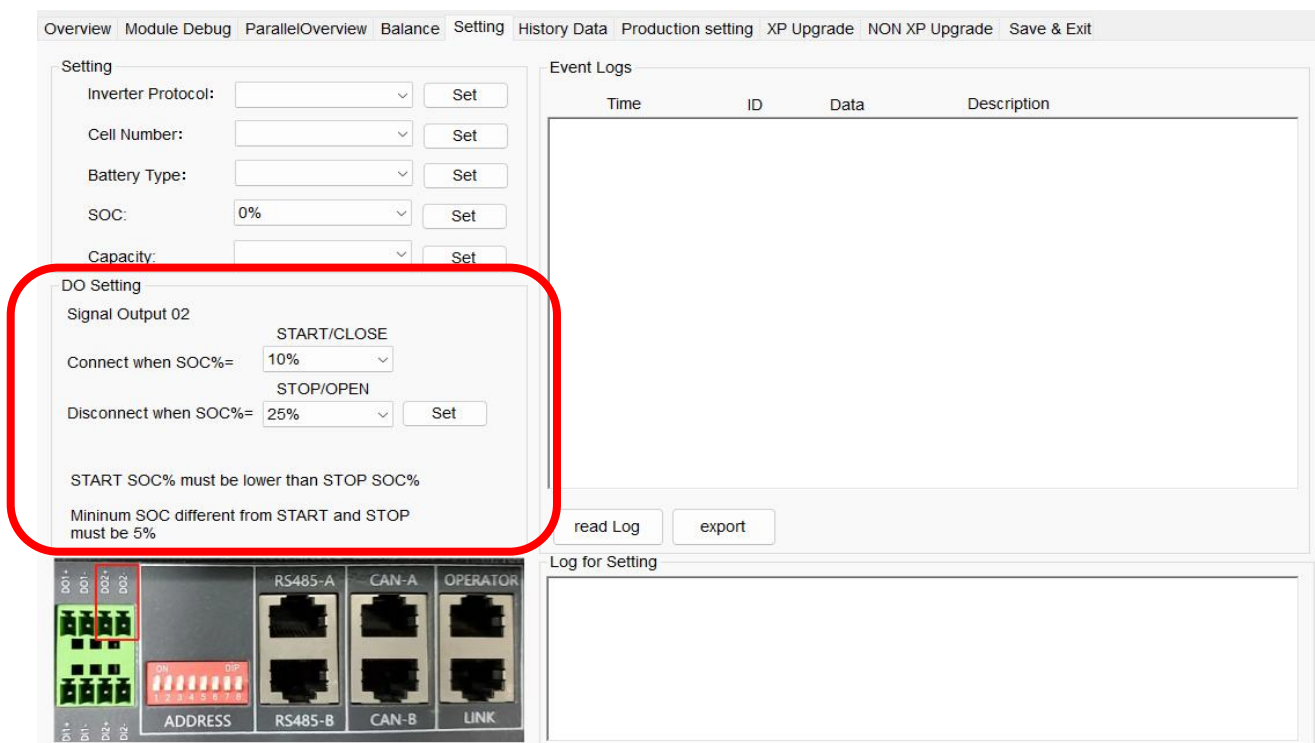 Overview Module Debug ParallelOverview Balance Setting History Data Production setting XP Upgrade NON XP Upgrade Save & Exit
Setting
Inverter Protocol: Set
Cell Number: Set
Battery Type: Set
SOC: 0% Set
Capacity: Set
DO Setting
Signal Output 02
START/CLOSE
Connect when SOC%= 10%
STOP/OPEN
Disconnect when SOC%= 25% Set
START SOC% must be lower than STOP SOC%
Mininum SOC different from START and STOP
must be 5%
DO1+ DO1- DO2+ DO2-
RS485-A CAN-A OPERATOR
ON DIP
1 2 3 4 5 6 7 8
ADDRESS RS485-B CAN-B LINK
DI1+ DI1- DI2+ DI2-
Event Logs
Time ID Data Description
read Log export
Log for Setting